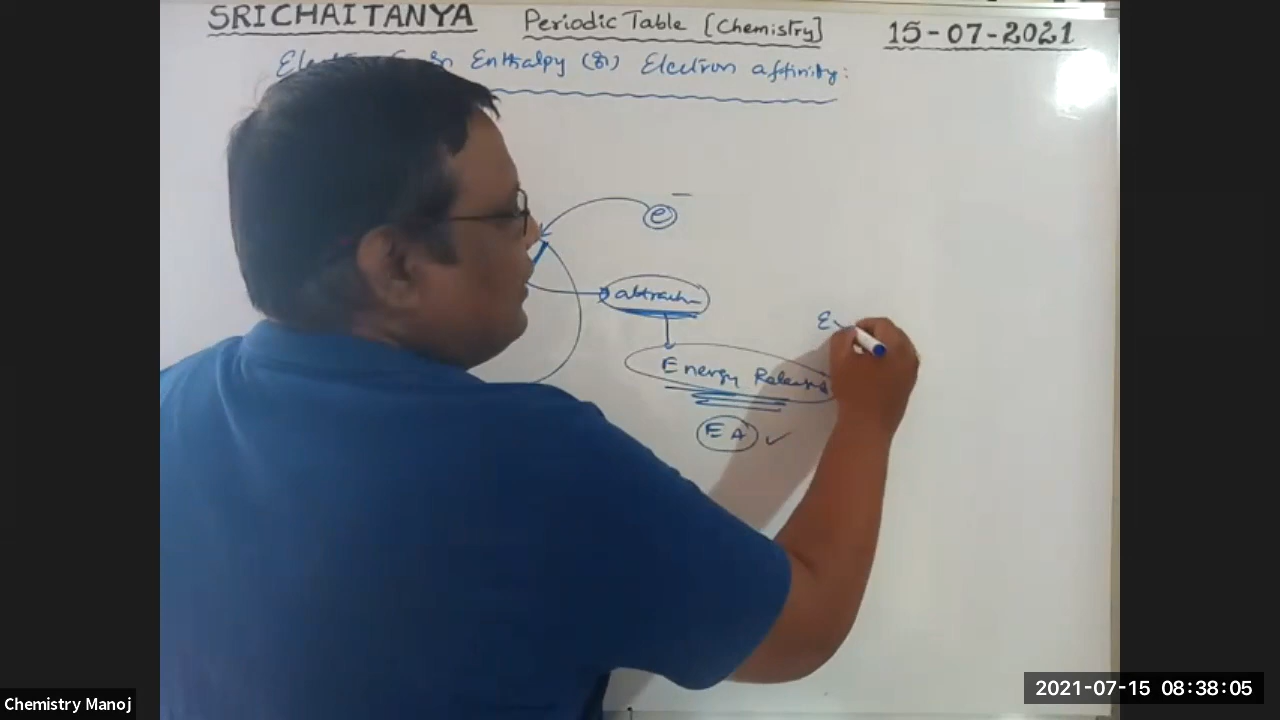 SRICHAITANYA Periodic Table [Chemistry] 15-07-2021
Enthalpy (or) Electron affinity:
e
attraction
Energy Released
EA ✓
Chemistry Manoj
2021-07-15 08:38:05